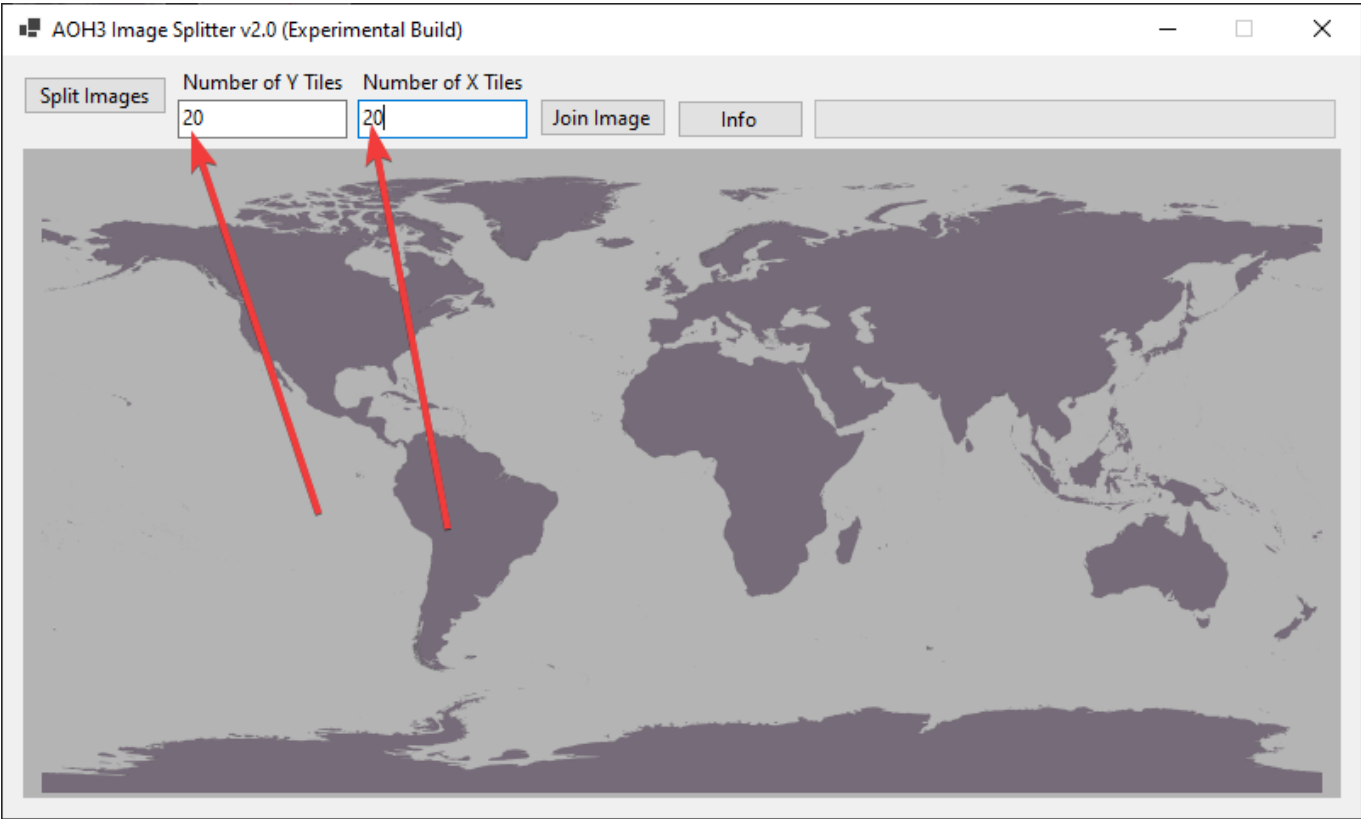 AOH3 Image Splitter v2.0 (Experimental Build)
Split Images
Number of Y Tiles
20
Number of X Tiles
20
Join Image
Info